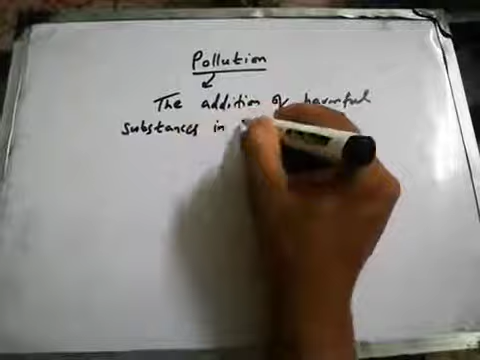 Pollution
The addition of harmful
substances in